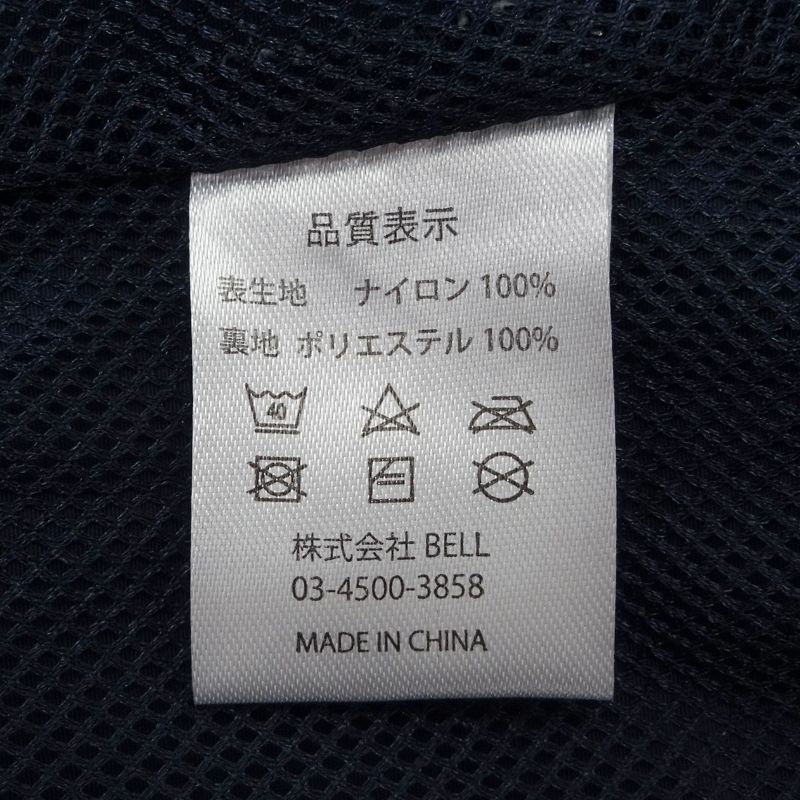 品質表示
表生地 ナイロン 100%
裏地 ポリエステル 100%
40
株式会社 BELL
03-4500-3858
MADE IN CHINA